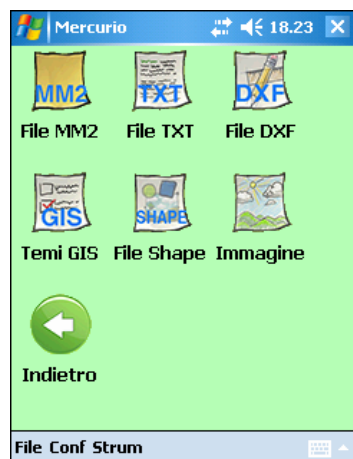 Mercurio 18.23
MM2 TXT DXF
File MM2 File TXT File DXF
GIS SHAPE
Temi GIS File Shape Immagine
Indietro
File Conf Strum